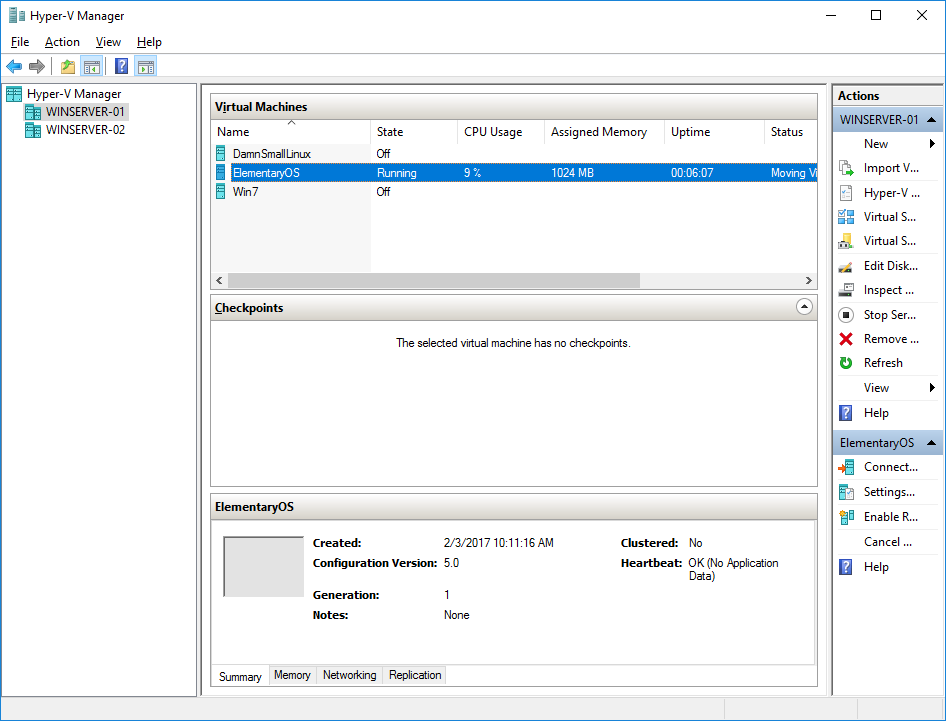 Hyper-V Manager
File Action View Help
Hyper-V Manager
WINSERVER-01
WINSERVER-02
Virtual Machines
Name State CPU Usage Assigned Memory Uptime Status
DamnSmallLinux Off
ElementaryOS Running 9 % 1024 MB 00:06:07 Moving Vi
Win7 Off
Checkpoints
The selected virtual machine has no checkpoints.
ElementaryOS
Created: 2/3/2017 10:11:16 AM Clustered: No
Configuration Version: 5.0 Heartbeat: OK (No Application
Data)
Generation: 1
Notes: None
Summary Memory Networking Replication
Actions
WINSERVER-01
New
Import V...
Hyper-V ...
Virtual S...
Virtual S...
Edit Disk...
Inspect ...
Stop Ser...
Remove ...
Refresh
View
Help
ElementaryOS
Connect...
Settings...
Enable R...
Cancel ...
Help